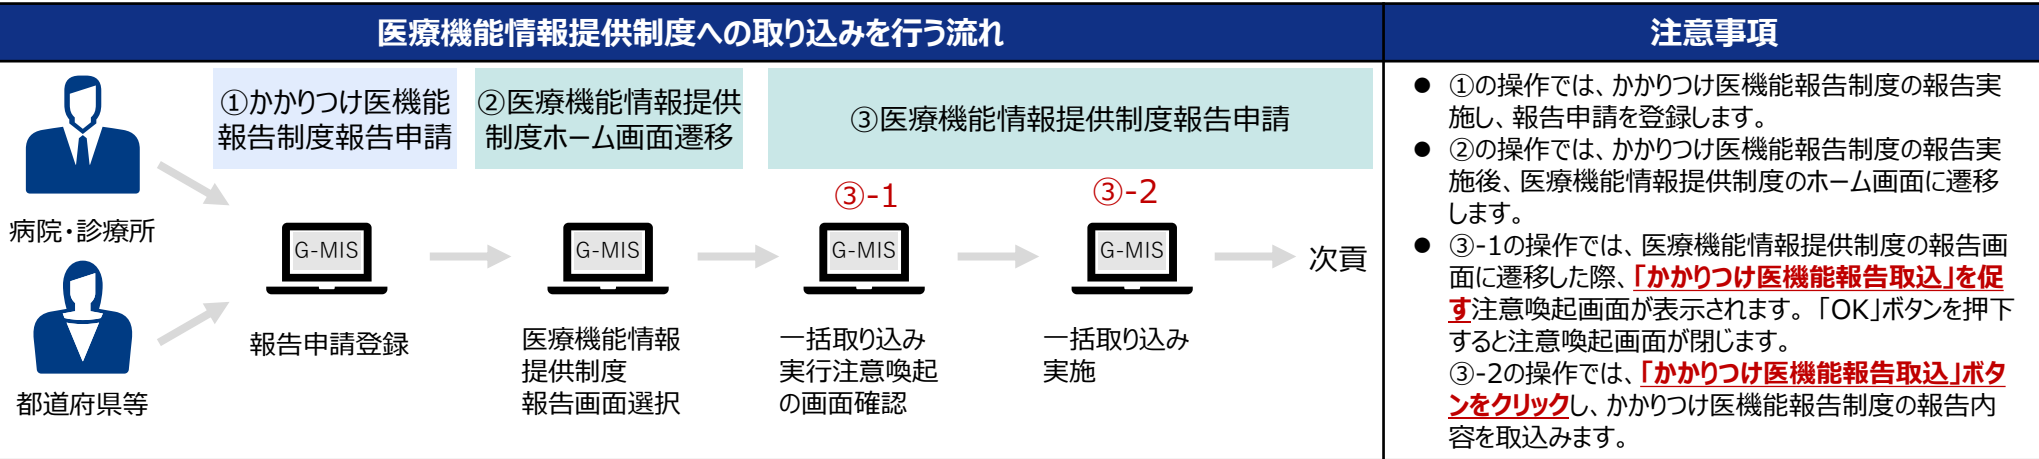 医療機能情報提供制度への取り込みを行う流れ
注意事項
①かかりつけ医機能
報告制度報告申請
②医療機能情報提供
制度ホーム画面遷移
③医療機能情報提供制度報告申請
③-1
③-2
病院・診療所
都道府県等
G-MIS
G-MIS
G-MIS
G-MIS
次頁
報告申請登録
医療機能情報
提供制度
報告画面選択
一括取り込み
実行注意喚起
の画面確認
一括取り込み
実施
● ①の操作では、かかりつけ医機能報告制度の報告実
施し、報告申請を登録します。
● ②の操作では、かかりつけ医機能報告制度の報告実
施後、医療機能情報提供制度のホーム画面に遷移
します。
● ③-1の操作では、医療機能情報提供制度の報告画
面に遷移した際、「かかりつけ医機能報告取込」を促
す注意喚起画面が表示されます。「OK」ボタンを押下
すると注意喚起画面が閉じます。
③-2の操作では、「かかりつけ医機能報告取込」ボタ
ンをクリックし、かかりつけ医機能報告制度の報告内
容を取込みます。